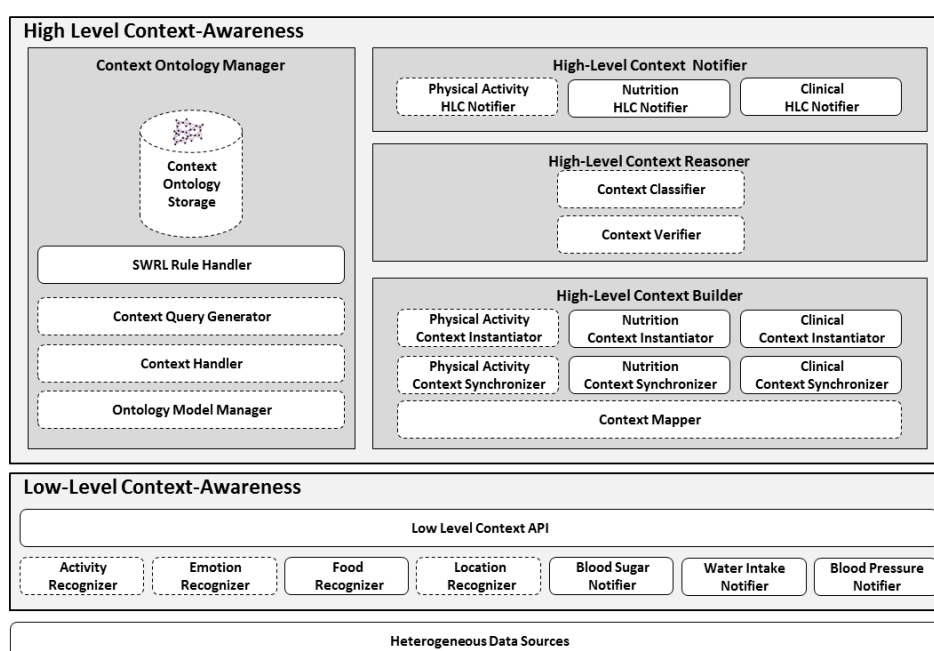 High Level Context-Awareness
Context Ontology Manager
Context
Ontology
Storage
SWRL Rule Handler
Context Query Generator
Context Handler
Ontology Model Manager
High-Level Context Notifier
Physical Activity
HLC Notifier
Nutrition
HLC Notifier
Clinical
HLC Notifier
High-Level Context Reasoner
Context Classifier
Context Verifier
High-Level Context Builder
Physical Activity
Context Instantiator
Nutrition
Context Instantiator
Clinical
Context Instantiator
Physical Activity
Context Synchronizer
Nutrition
Context Synchronizer
Clinical
Context Synchronizer
Context Mapper
Low-Level Context-Awareness
Low Level Context API
Activity
Recognizer
Emotion
Recognizer
Food
Recognizer
Location
Recognizer
Blood Sugar
Notifier
Water Intake
Notifier
Blood Pressure
Notifier
Heterogeneous Data Sources